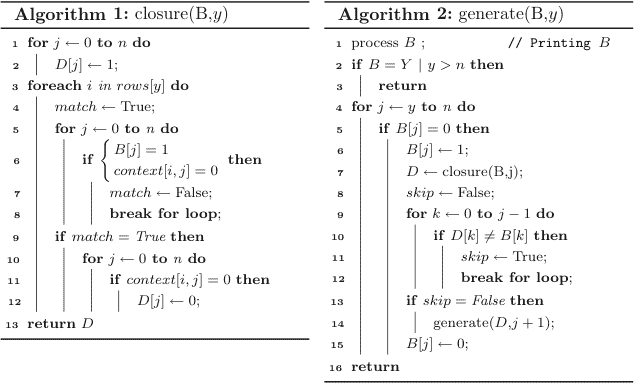 Algorithm 1: closure(B,y)
1 for j ← 0 to n do
2 D[j] ← 1;
3 foreach i in rows[y] do
4 match ← True;
5 for j ← 0 to n do
6 if { B[j] = 1
context[i, j] = 0 then
7 match ← False;
8 break for loop;
9 if match = True then
10 for j ← 0 to n do
11 if context[i, j] = 0 then
12 D[j] ← 0;
13 return D
Algorithm 2: generate(B,y)
1 process B ; // Printing B
2 if B = Y | y > n then
3 return
4 for j ← y to n do
5 if B[j] = 0 then
6 B[j] ← 1;
7 D ← closure(B,j);
8 skip ← False;
9 for k ← 0 to j − 1 do
10 if D[k] ≠ B[k] then
11 skip ← True;
12 break for loop;
13 if skip = False then
14 generate(D,j + 1);
15 B[j] ← 0;
16 return